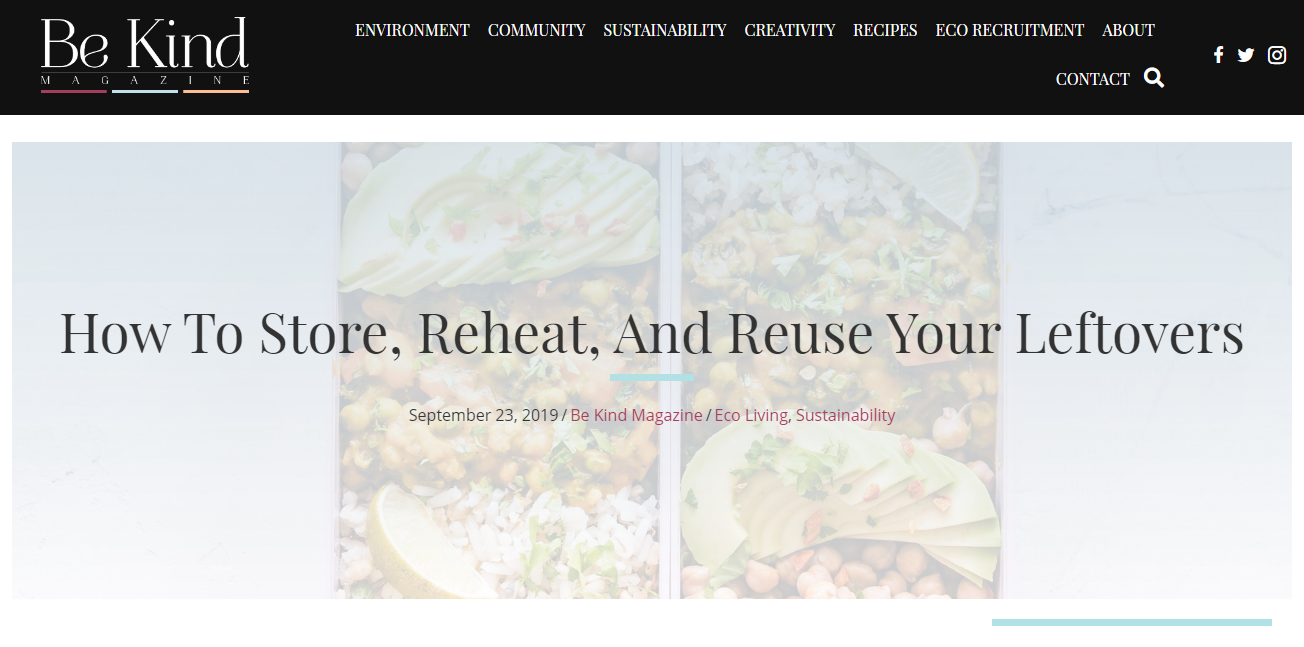 Be Kind
MAGAZINE
ENVIRONMENT COMMUNITY SUSTAINABILITY CREATIVITY RECIPES ECO RECRUITMENT ABOUT
CONTACT
How To Store, Reheat, And Reuse Your Leftovers
September 23, 2019 / Be Kind Magazine / Eco Living, Sustainability